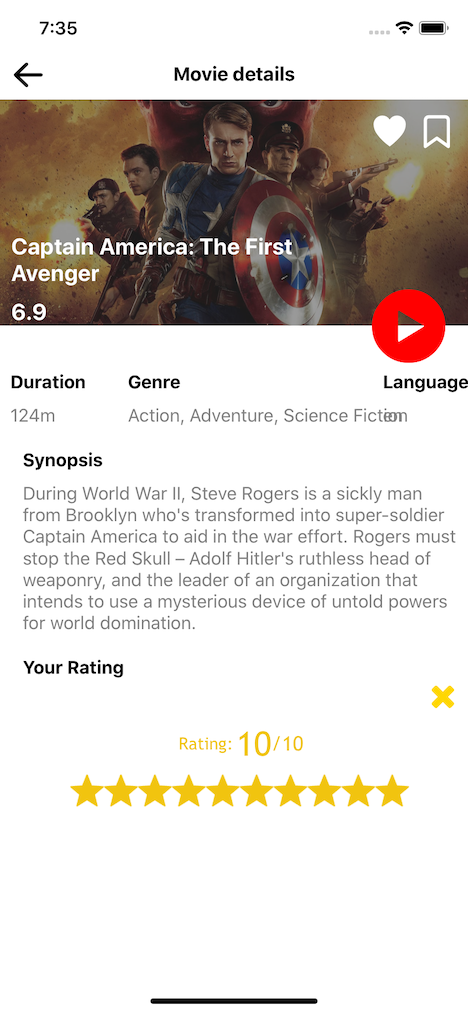 7:35
Movie details
Captain America: The First
Avenger
6.9
Duration Genre Language
124m Action, Adventure, Science Fiction en
Synopsis
During World War II, Steve Rogers is a sickly man
from Brooklyn who's transformed into super-soldier
Captain America to aid in the war effort. Rogers must
stop the Red Skull – Adolf Hitler's ruthless head of
weaponry, and the leader of an organization that
intends to use a mysterious device of untold powers
for world domination.
Your Rating
Rating: 10/10